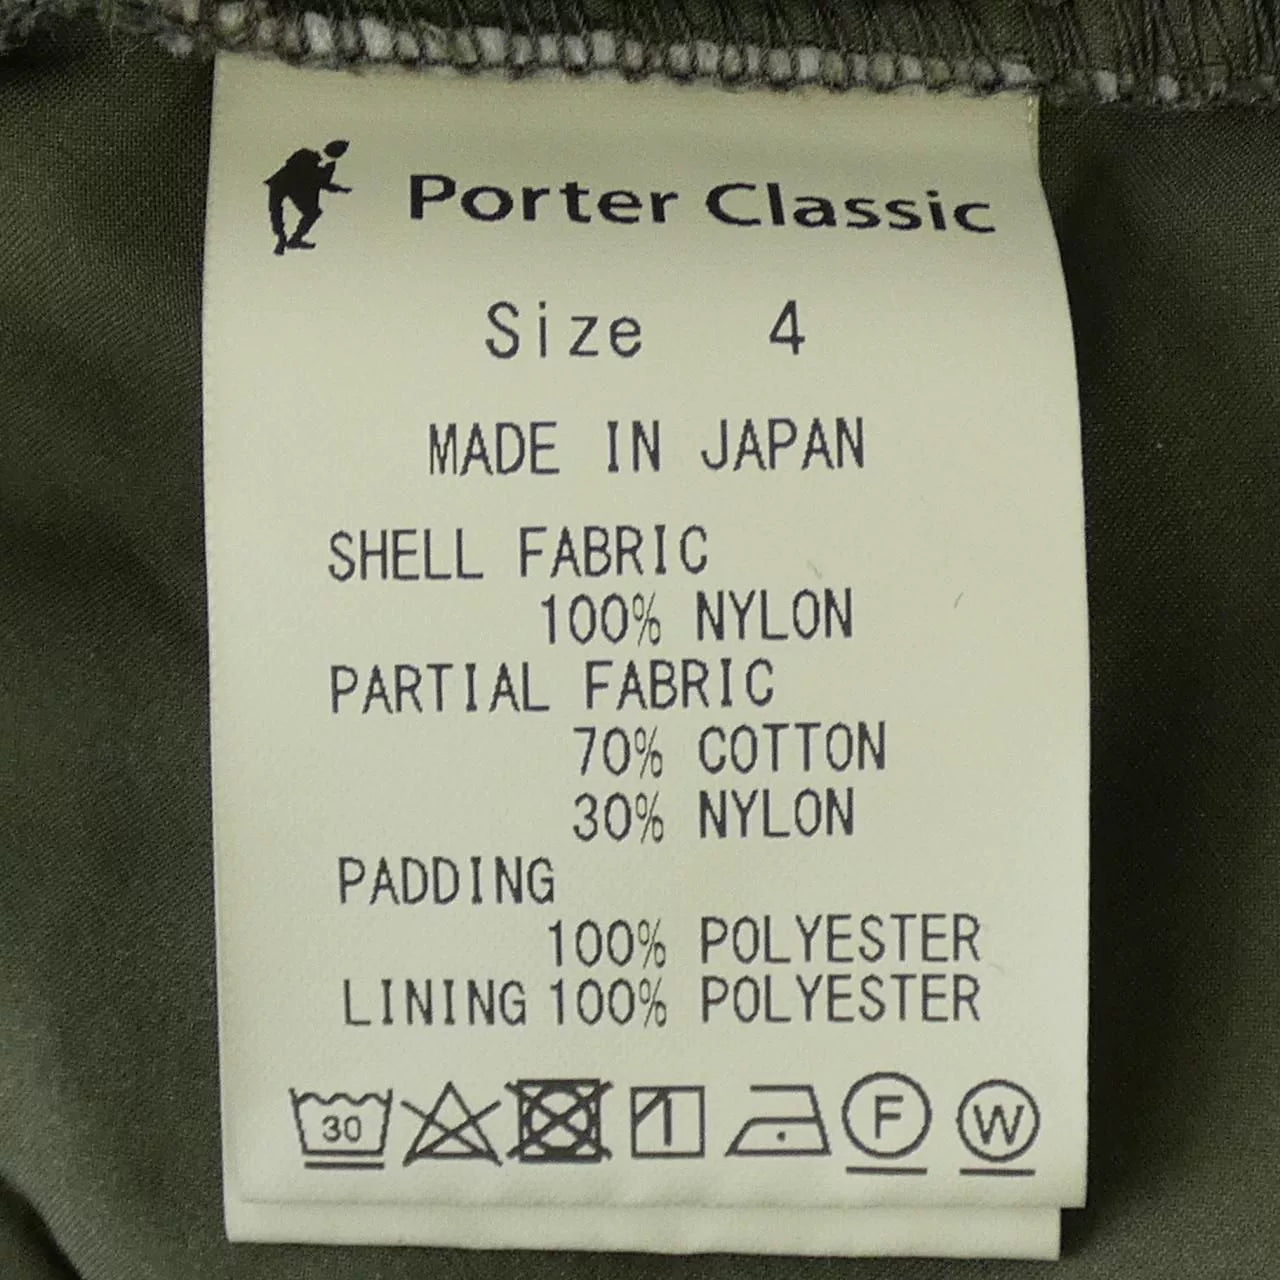 Porter Classic
Size 4
MADE IN JAPAN
SHELL FABRIC
100% NYLON
PARTIAL FABRIC
70% COTTON
30% NYLON
PADDING
100% POLYESTER
LINING 100% POLYESTER
30 F W